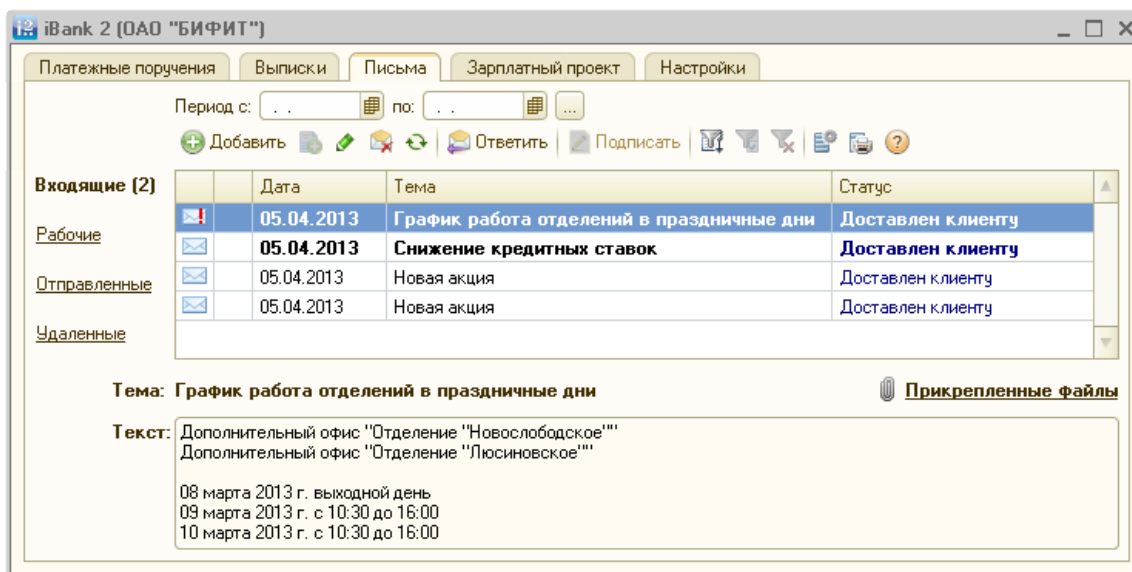 iBank 2 (ОАО "БИФИТ")
Платежные поручения Выписки Письма Зарплатный проект Настройки
Период с: . . по: . . ...
Добавить Ответить Подписать
Входящие (2) Дата Тема Статус
05.04.2013 График работа отделений в праздничные дни Доставлен клиенту
Рабочие
05.04.2013 Снижение кредитных ставок Доставлен клиенту
Отправленные 05.04.2013 Новая акция Доставлен клиенту
05.04.2013 Новая акция Доставлен клиенту
Удаленные
Тема: График работа отделений в праздничные дни Прикрепленные файлы
Текст: Дополнительный офис "Отделение "Новослободское""
Дополнительный офис "Отделение "Люсиновское""
08 марта 2013 г. выходной день
09 марта 2013 г. с 10:30 до 16:00
10 марта 2013 г. с 10:30 до 16:00